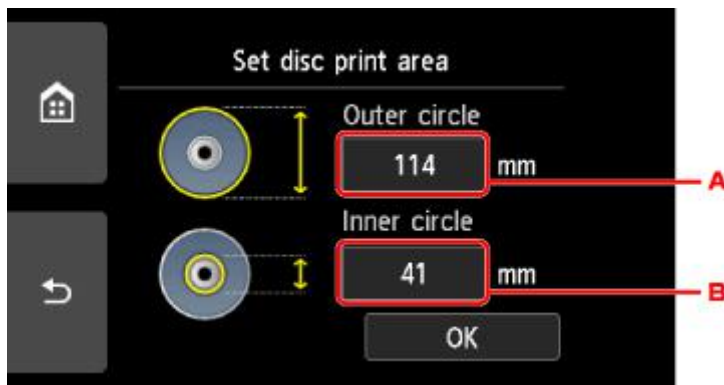 Set disc print area
Outer circle
114 mm
A
Inner circle
41 mm
B
OK